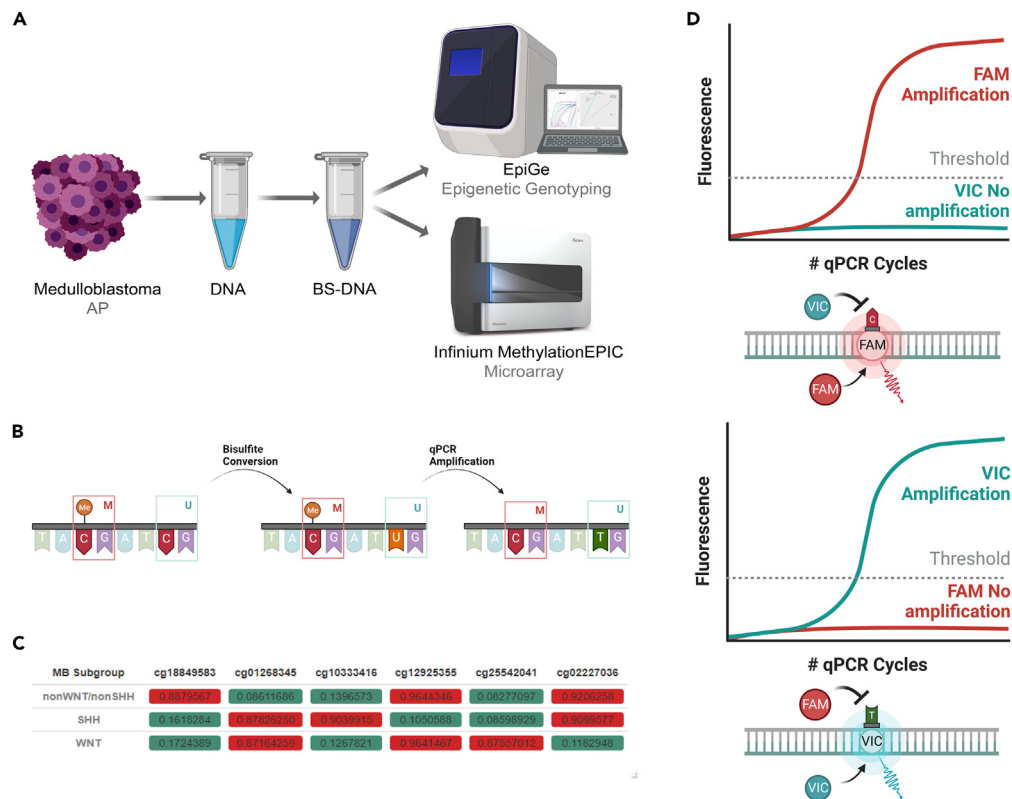 A
EpiGe
Epigenetic Genotyping
Medulloblastoma
AP
DNA
BS-DNA
Infinium MethylationEPIC
Microarray
B
Bisulfite
Conversion
qPCR
Amplification
Me
M
U
T A C G A T C G
Me
M
U
T A C G A T U G
M
U
T A C G A T T G
C
MB Subgroup cg18849583 cg01268345 cg10333416 cg12925355 cg25542041 cg02227036
nonWNT/nonSHH 0.8879567 0.08611686 0.1396573 0.9644346 0.08277097 0.9206258
SHH 0.1618284 0.87826250 0.9039915 0.1050588 0.08598929 0.9099577
WNT 0.1724389 0.87164259 0.1267821 0.9641467 0.87557012 0.1182948
D
Fluorescence
FAM
Amplification
Threshold
VIC No
amplification
# qPCR Cycles
VIC
C
FAM
FAM
Fluorescence
VIC
Amplification
Threshold
FAM No
amplification
# qPCR Cycles
FAM
T
VIC
VIC